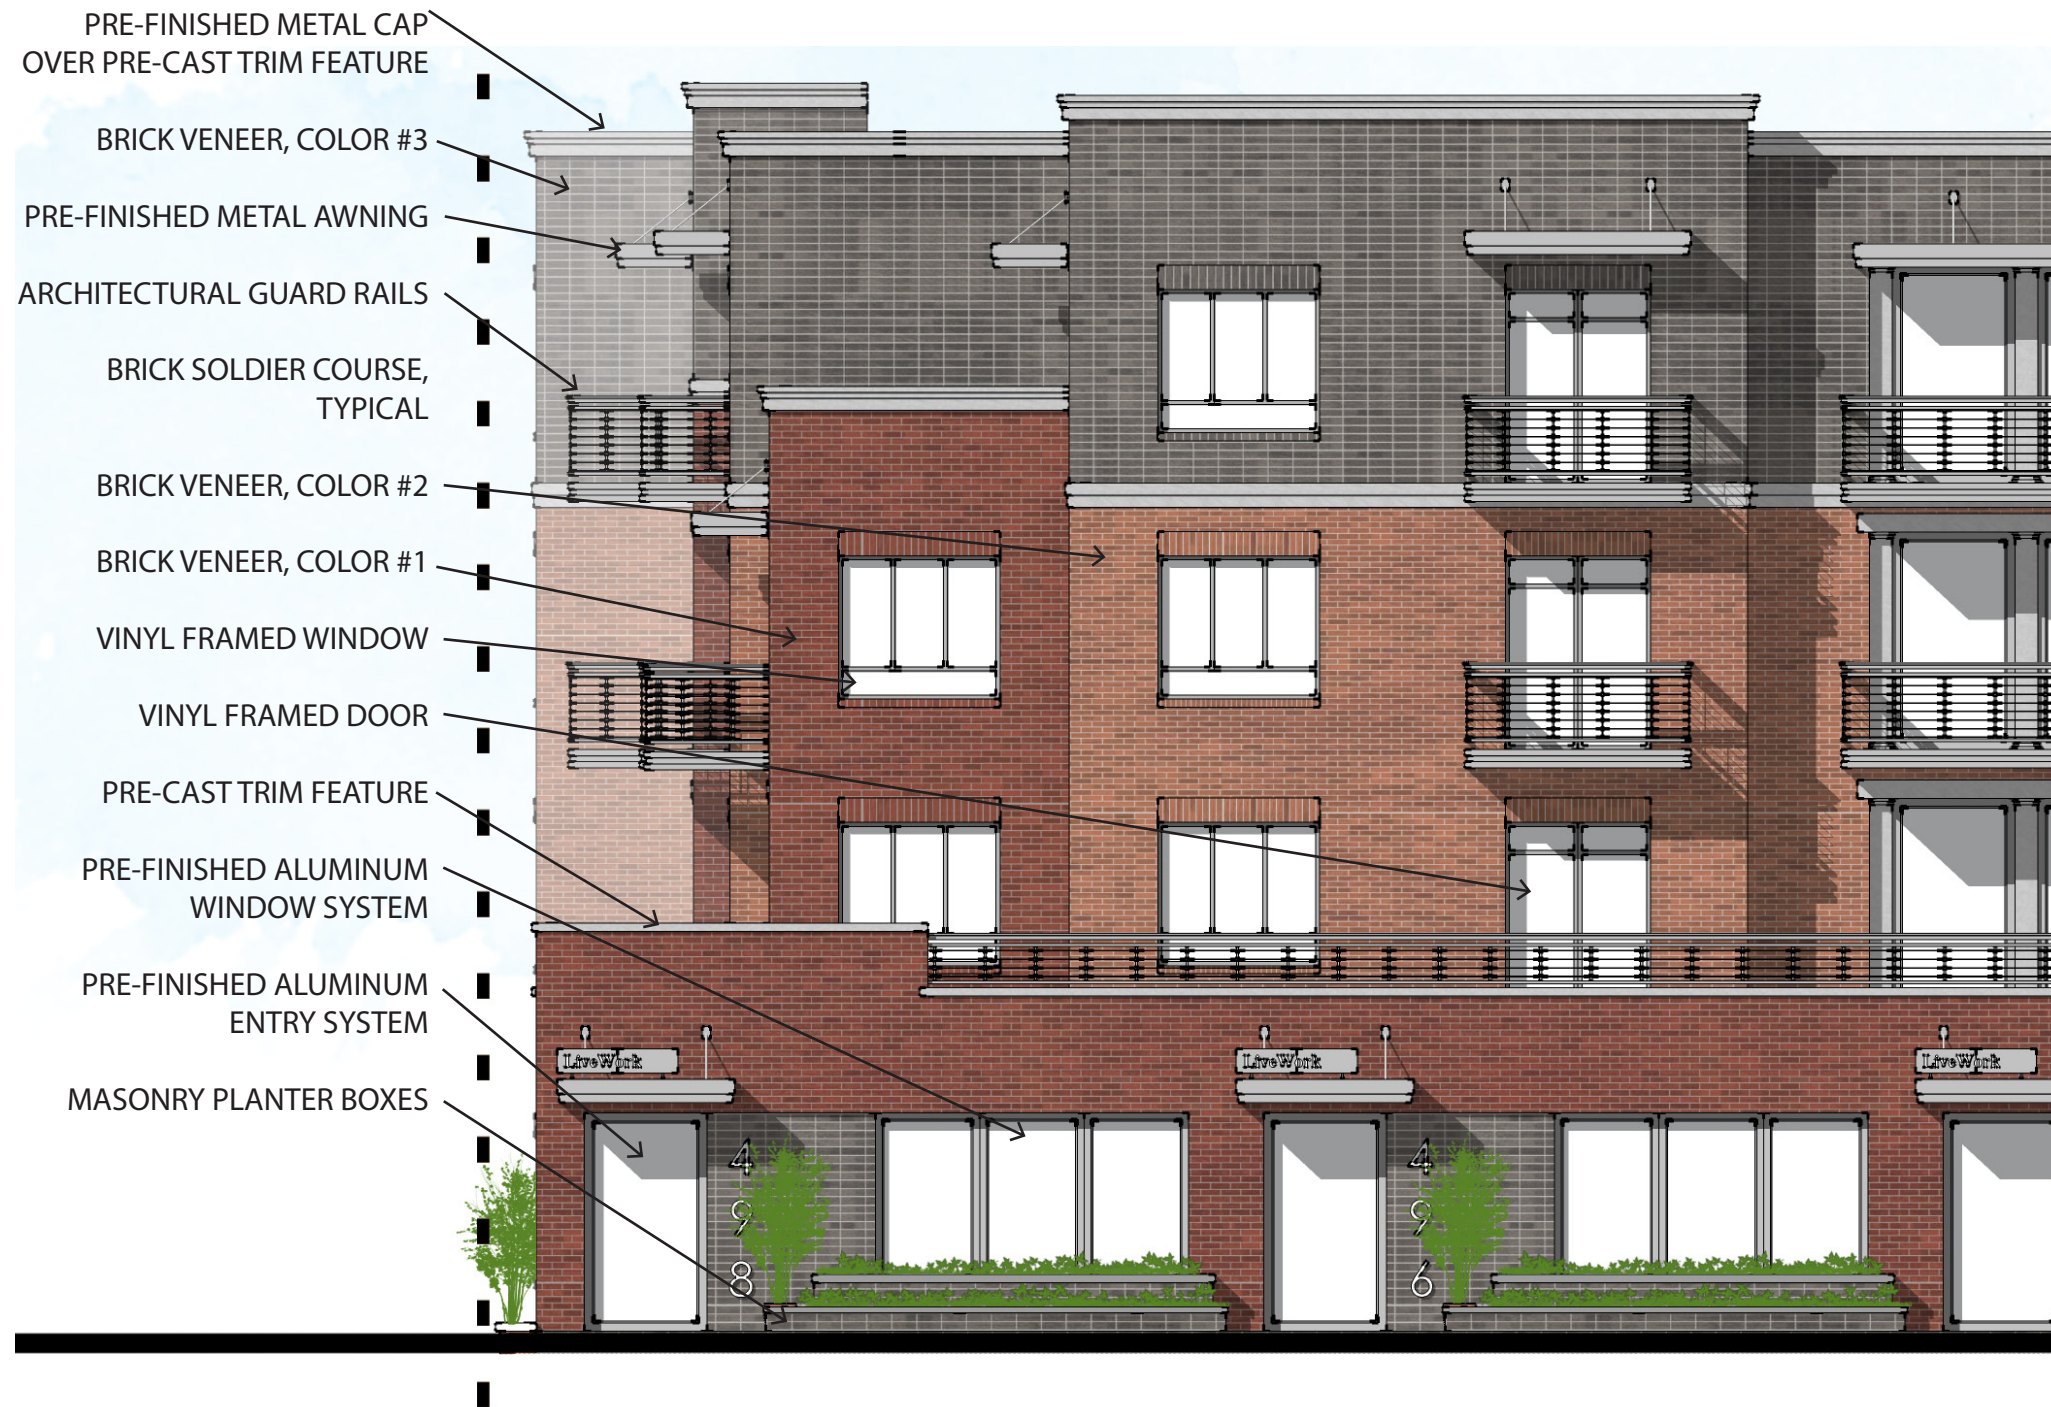 PRE-FINISHED METAL CAP
OVER PRE-CAST TRIM FEATURE
BRICK VENEER, COLOR #3
PRE-FINISHED METAL AWNING
ARCHITECTURAL GUARD RAILS
BRICK SOLDIER COURSE,
TYPICAL
BRICK VENEER, COLOR #2
BRICK VENEER, COLOR #1
VINYL FRAMED WINDOW
VINYL FRAMED DOOR
PRE-CAST TRIM FEATURE
PRE-FINISHED ALUMINUM
WINDOW SYSTEM
PRE-FINISHED ALUMINUM
ENTRY SYSTEM
MASONRY PLANTER BOXES
LiveWork
LiveWork
LiveWork
4
9
8
4
9
6